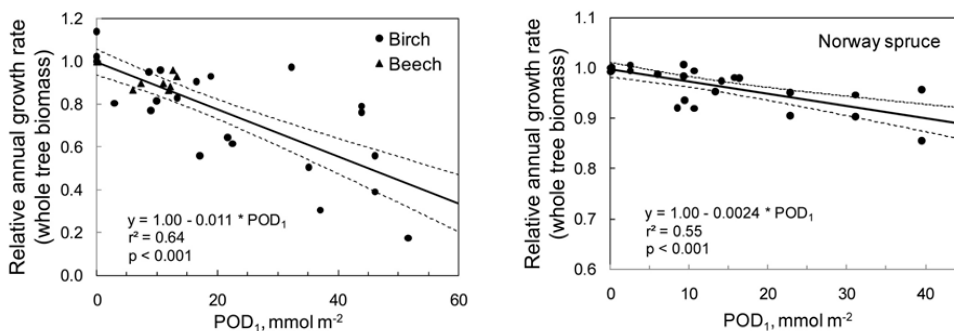 Relative annual growth rate
(whole tree biomass)
1.2
1.0
0.8
0.6
0.4
0.2
0.0
Birch
Beech
y = 1.00 - 0.011 * POD₁
r² = 0.64
p < 0.001
0
20
40
60
POD₁, mmol m⁻²
Relative annual growth rate
(whole tree biomass)
1.1
1.0
0.9
0.8
0.7
0.6
Norway spruce
y = 1.00 - 0.0024 * POD₁
r² = 0.55
p < 0.001
0
10
20
30
40
POD₁, mmol m⁻²